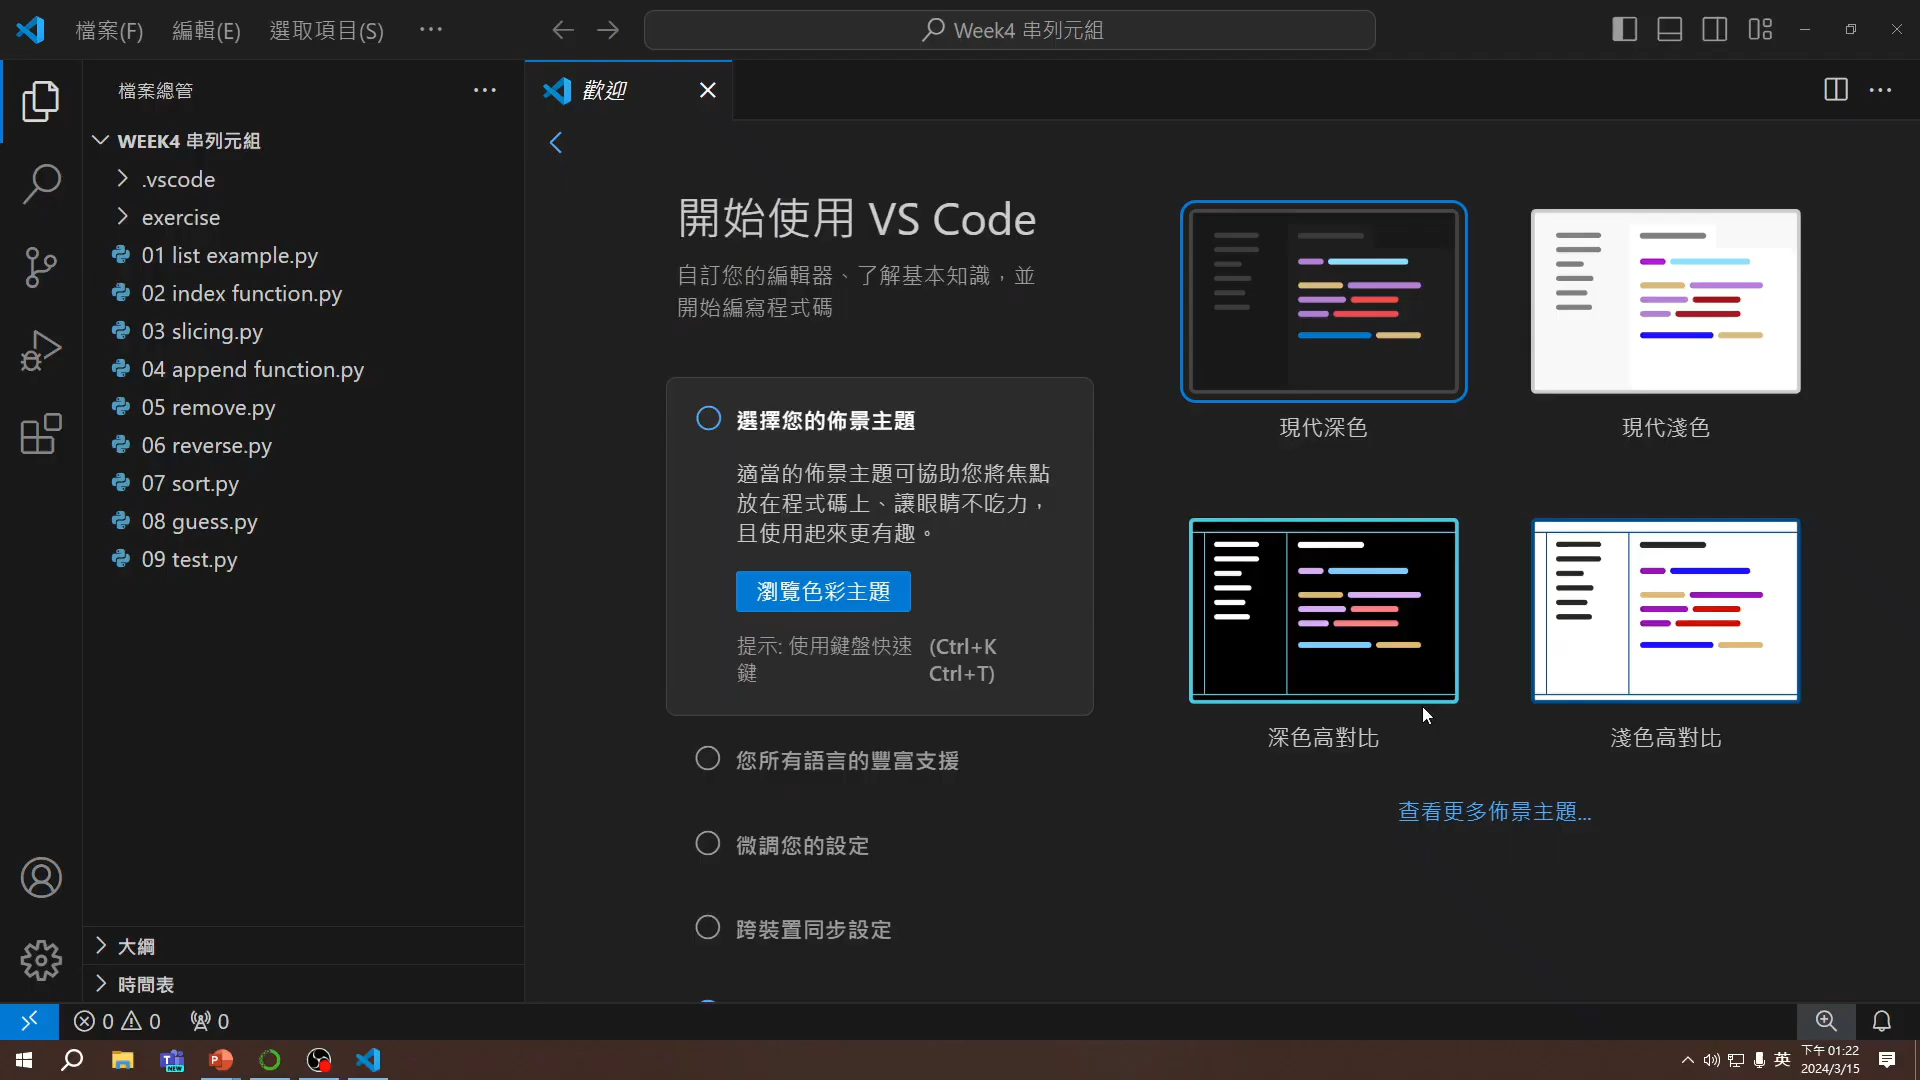 檔案(F) 編輯(E) 選取項目(S) ···
Week4 串列元組
檔案總管
WEEK4 串列元組
.vscode
exercise
01 list example.py
02 index function.py
03 slicing.py
04 append function.py
05 remove.py
06 reverse.py
07 sort.py
08 guess.py
09 test.py
大綱
時間表
歡迎
開始使用 VS Code
自訂您的編輯器、了解基本知識，並
開始編寫程式碼
選擇您的佈景主題
適當的佈景主題可協助您將焦點
放在程式碼上、讓眼睛不吃力，
且使用起來更有趣。
瀏覽色彩主題
提示: 使用鍵盤快速鍵 (Ctrl+K Ctrl+T)
您所有語言的豐富支援
微調您的設定
跨裝置同步設定
現代深色
現代淺色
深色高對比
淺色高對比
查看更多佈景主題...
0 0 0
T NEW
P
英
下午 01:22
2024/3/15